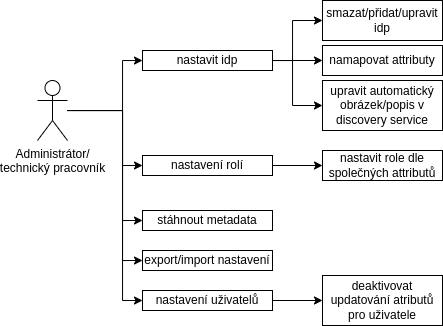 smazat/přidat/upravit
idp
nastavit idp
namapovat attributy
upravit automatický
obrázek/popis v
discovery service
Administrátor/
technický pracovník
nastavení rolí
nastavit role dle
společných attributů
stáhnout metadata
export/import nastavení
nastavení uživatelů
deaktivovat
updatování atributů
pro uživatele